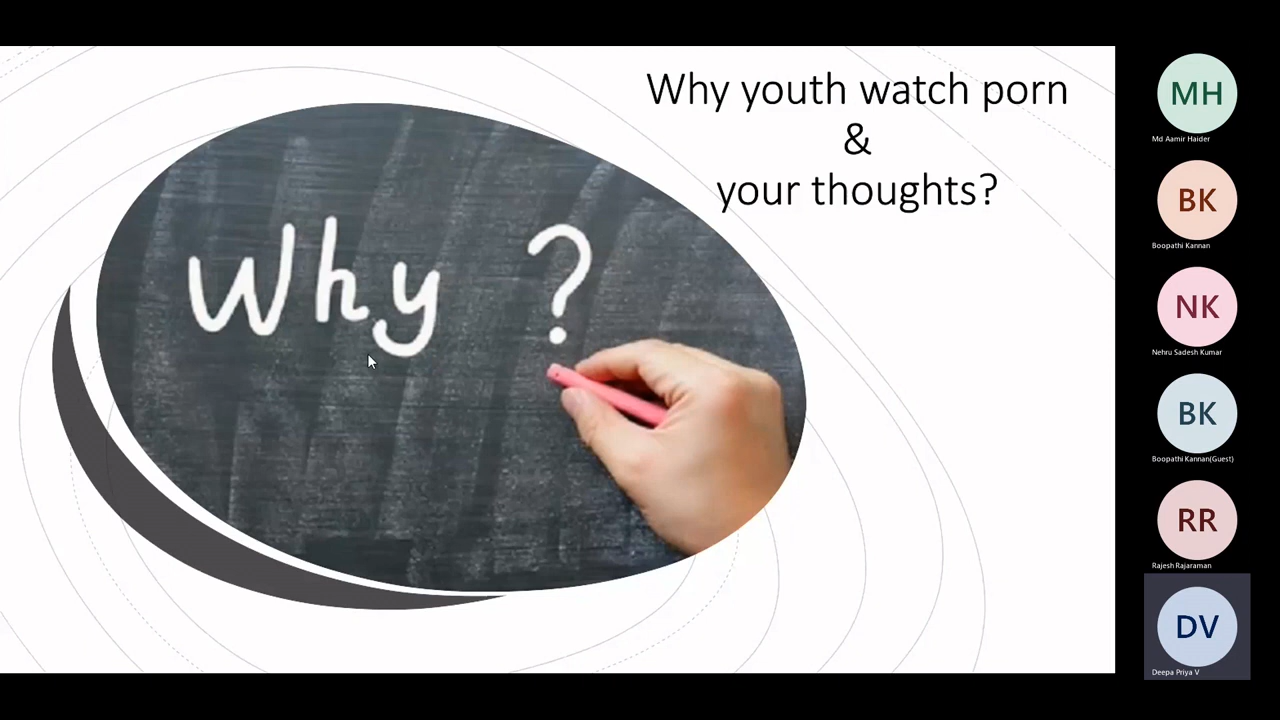 Why youth watch porn
&
your thoughts?
Why ?
MH
Md Aamir Haider
BK
Boopathi Kannan
NK
Nehru Sadesh Kumar
BK
Boopathi Kannan(Guest)
RR
Rajesh Rajaraman
DV
Deepa Priya V